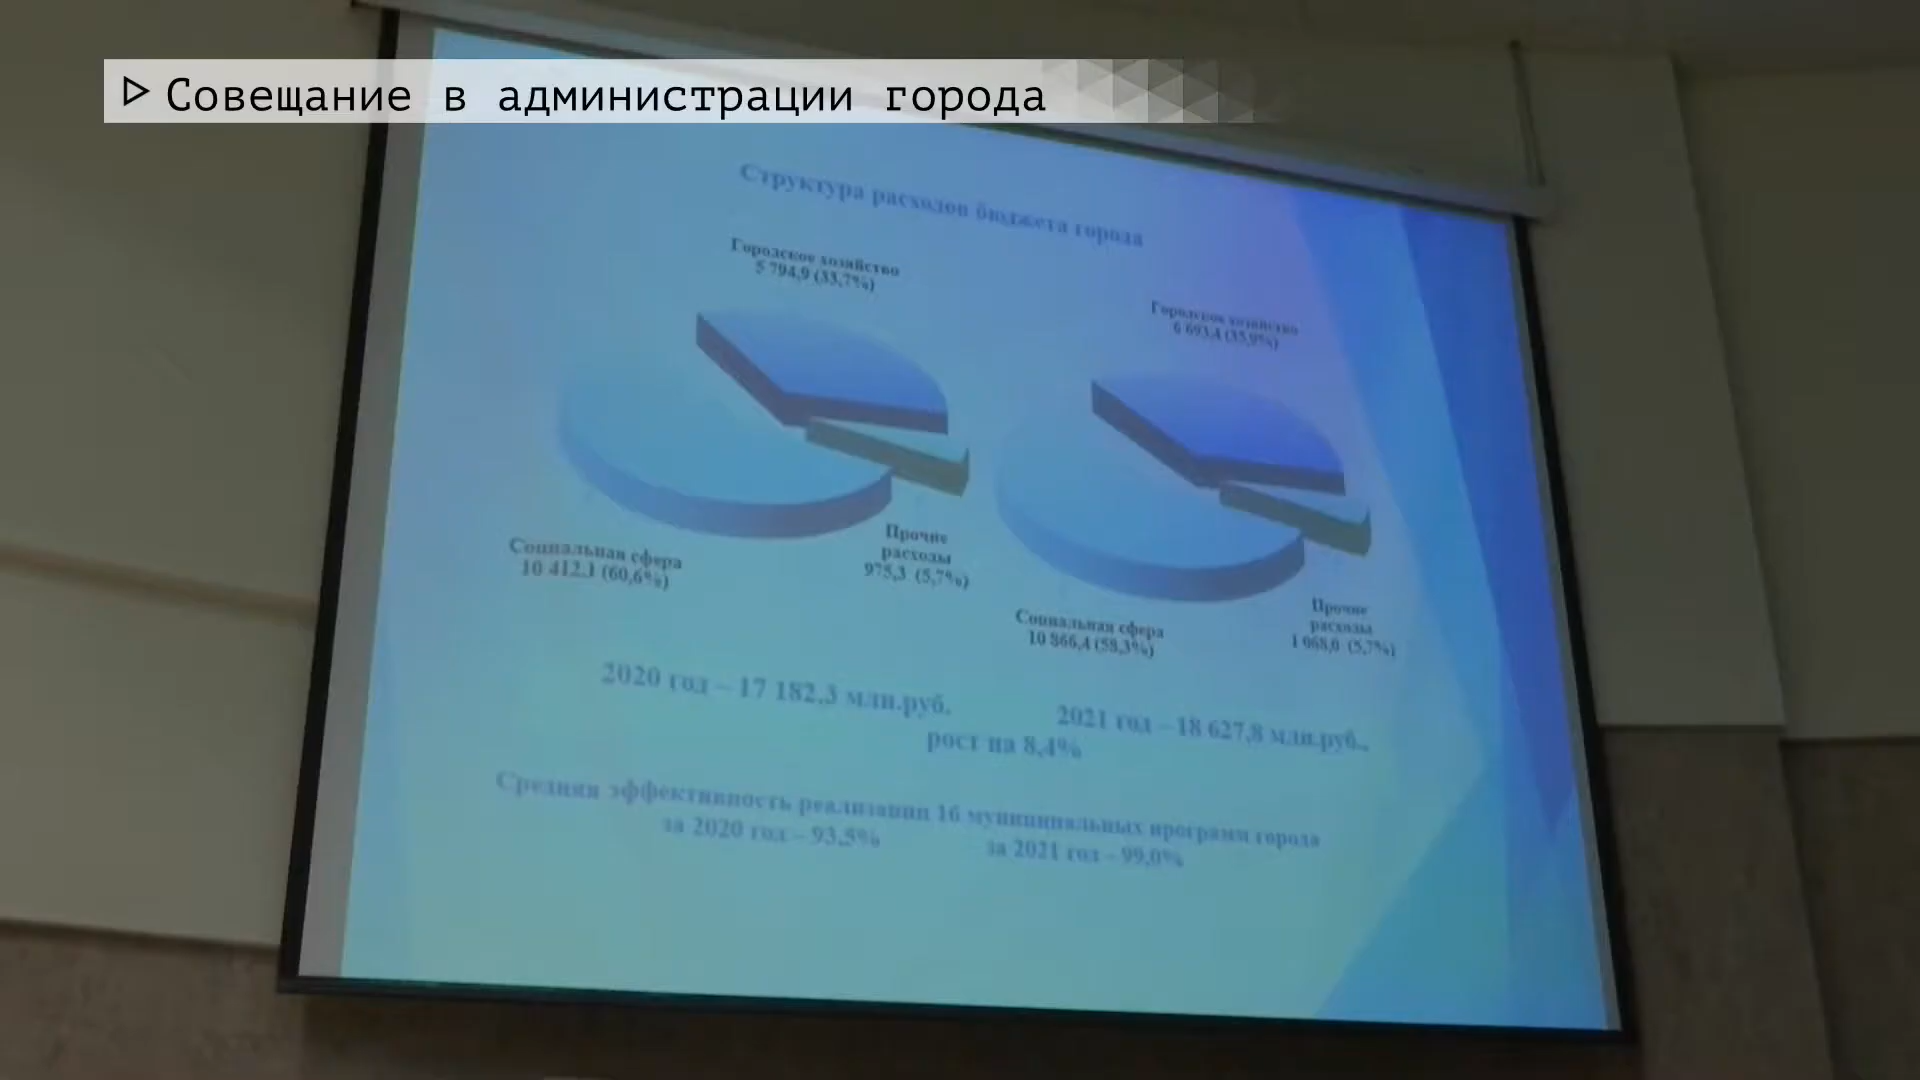 Совещание в администрации города
Структура расходов бюджета города
Городское хозяйство
5 794,9 (33,7%)
Городское хозяйство
6 693,4 (35,9%)
Социальная сфера
10 412,1 (60,6%)
Прочие
расходы
975,3 (5,7%)
Социальная сфера
10 866,4 (58,3%)
Прочие
расходы
1 068,0 (5,7%)
2020 год – 17 182,3 млн.руб.
2021 год – 18 627,8 млн.руб.,
рост на 8,4%
Средняя эффективность реализации 16 муниципальных программ города
за 2020 год – 93,5%
за 2021 год – 99,0%